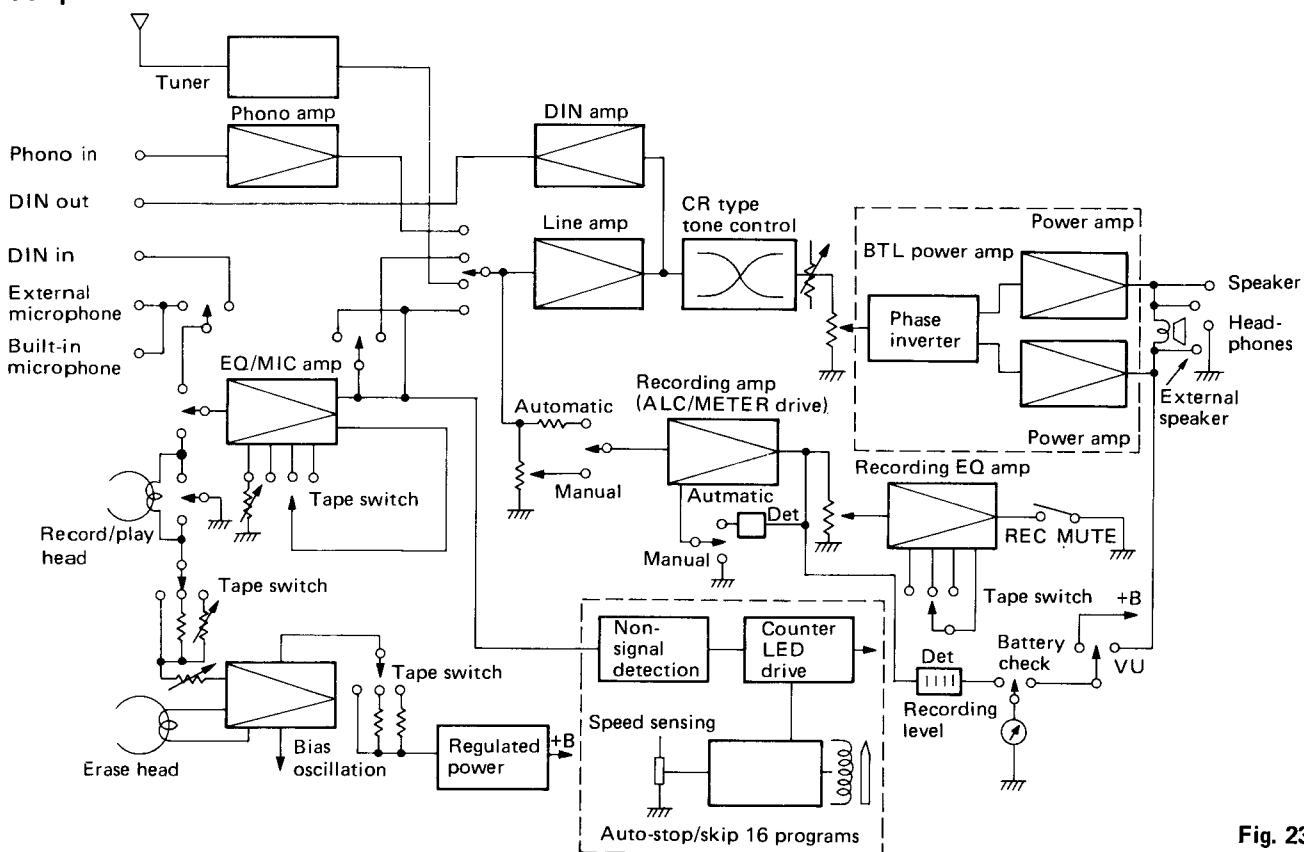 Tuner
Phono amp
DIN amp
Phono in
DIN out
DIN in
External
microphone
Built-in
microphone
Line amp
CR type
tone control
Power amp
BTL power amp
Phase
inverter
Power amp
Speaker
Head-
phones
External
speaker
EQ/MIC amp
Tape switch
Record/play
head
Automatic
Manual
Recording amp
(ALC/METER drive)
Autmatic
Det
Manual
Recording EQ amp
REC MUTE
Tape switch
Tape switch
Tape switch
Erase head
Bias
oscillation
Regulated
power
+B
Non-
signal
detection
Counter
LED
drive
Speed sensing
Auto-stop/skip 16 programs
Det
Recording
level
Battery
check
+B
VU
Fig. 23